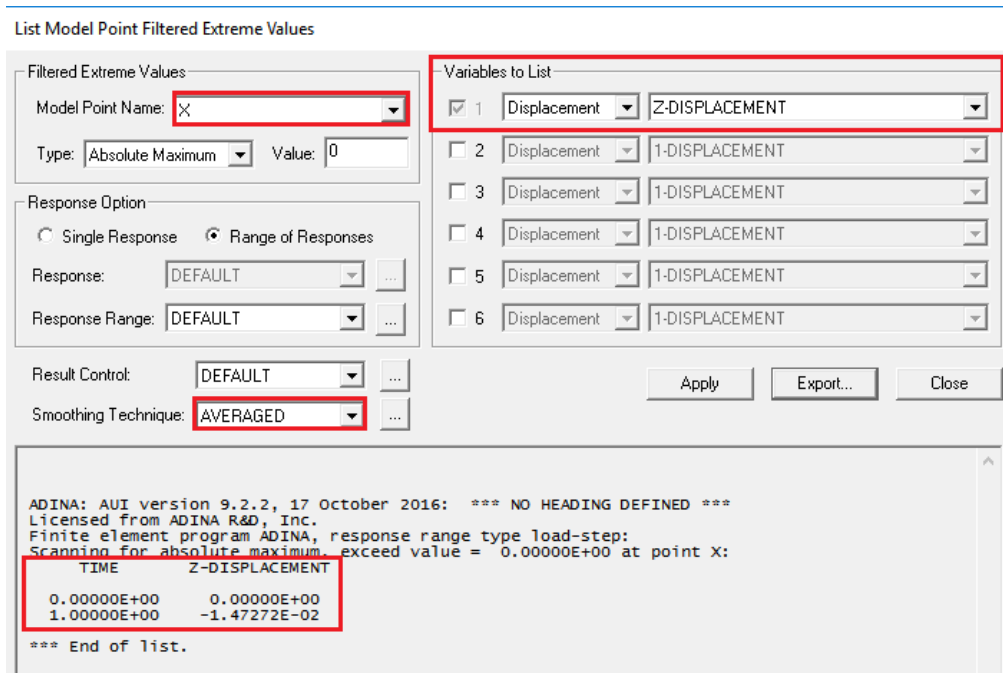 List Model Point Filtered Extreme Values
Filtered Extreme Values
Model Point Name: X
Type: Absolute Maximum Value: 0
Response Option
Single Response Range of Responses
Response: DEFAULT ...
Response Range: DEFAULT ...
Result Control: DEFAULT ...
Smoothing Technique: AVERAGED ...
Variables to List
1 Displacement Z-DISPLACEMENT
2 Displacement 1-DISPLACEMENT
3 Displacement 1-DISPLACEMENT
4 Displacement 1-DISPLACEMENT
5 Displacement 1-DISPLACEMENT
6 Displacement 1-DISPLACEMENT
Apply Export... Close
ADINA: AUI version 9.2.2, 17 October 2016: *** NO HEADING DEFINED ***
Licensed from ADINA R&D, Inc.
Finite element program ADINA, response range type load-step:
Scanning for absolute maximum, exceed value = 0.00000E+00 at point X:
TIME Z-DISPLACEMENT
0.00000E+00 0.00000E+00
1.00000E+00 -1.47272E-02
*** End of list.